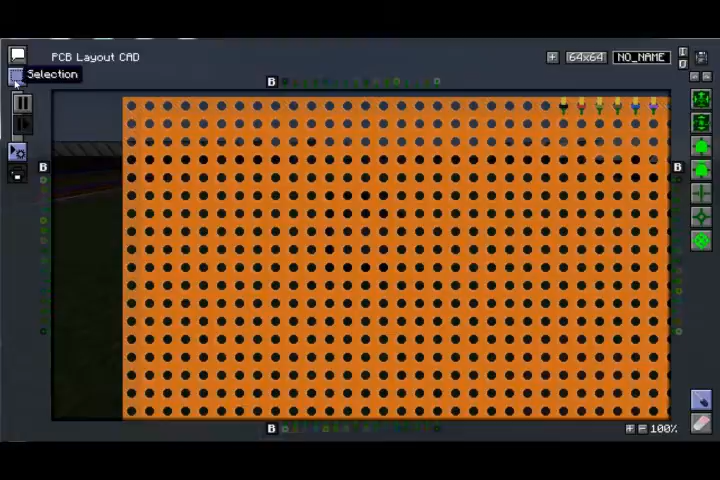 PCB Layout CAD
+ 64x64 NO_NAME
Selection
B
B
B
B
+ - 100%